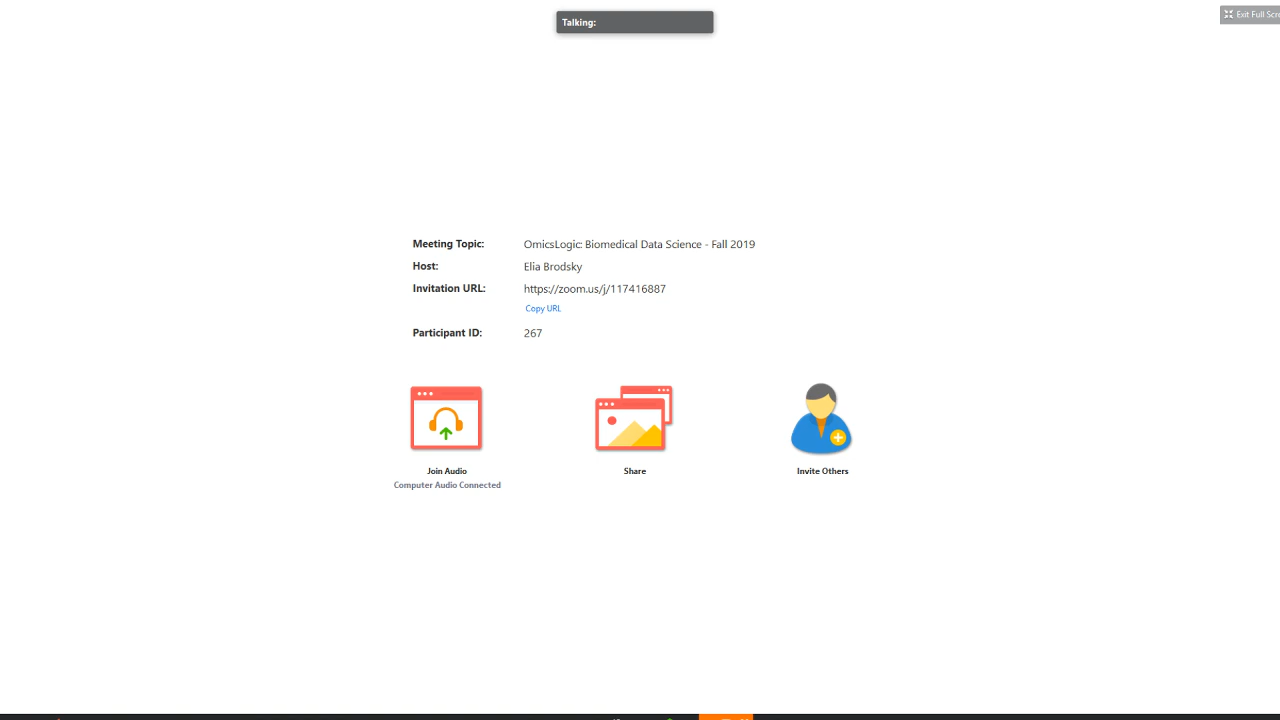 Talking:
Exit Full Scre
Meeting Topic: OmicsLogic: Biomedical Data Science - Fall 2019
Host: Elia Brodsky
Invitation URL: https://zoom.us/j/117416887
Copy URL
Participant ID: 267
Join Audio Share Invite Others
Computer Audio Connected